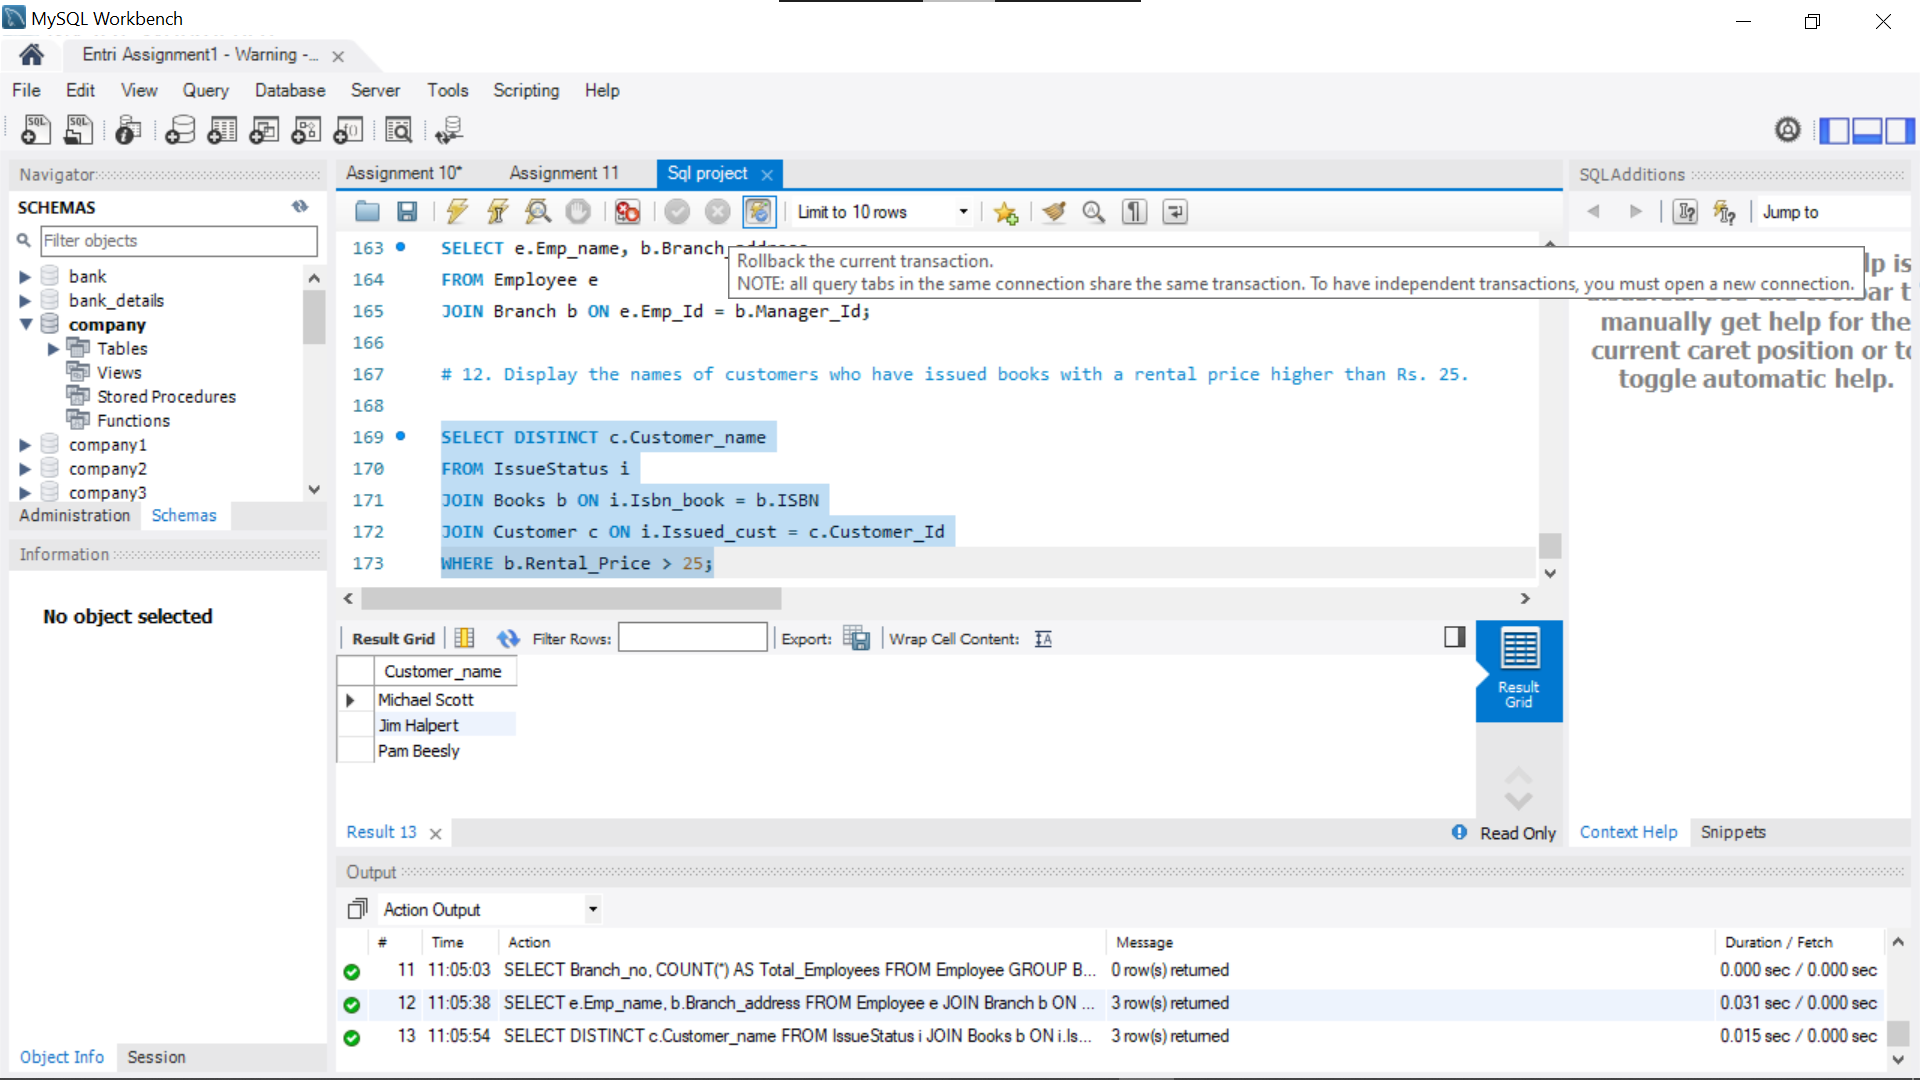 MySQL Workbench
Entri Assignment1 - Warning -...
File Edit View Query Database Server Tools Scripting Help
Navigator
SCHEMAS
Filter objects
bank
bank_details
company
Tables
Views
Stored Procedures
Functions
company1
company2
company3
Administration Schemas
Information
No object selected
Object Info Session
Assignment 10* Assignment 11 Sql project
Limit to 10 rows
163 SELECT e.Emp_name, b.Branch_address
Rollback the current transaction.
NOTE: all query tabs in the same connection share the same transaction. To have independent transactions, you must open a new connection.
164 FROM Employee e
165 JOIN Branch b ON e.Emp_Id = b.Manager_Id;
166
167 # 12. Display the names of customers who have issued books with a rental price higher than Rs. 25.
168
169 SELECT DISTINCT c.Customer_name
170 FROM IssueStatus i
171 JOIN Books b ON i.Isbn_book = b.ISBN
172 JOIN Customer c ON i.Issued_cust = c.Customer_Id
173 WHERE b.Rental_Price > 25;
Result Grid Filter Rows: Export: Wrap Cell Content:
Customer_name
Michael Scott
Jim Halpert
Pam Beesly
Result
Grid
Result 13
Read Only
SQLAdditions
Jump to
lp is
manually get help for the
current caret position or to
toggle automatic help.
Context Help Snippets
Output
Action Output
# Time Action Message Duration / Fetch
11 11:05:03 SELECT Branch_no, COUNT(*) AS Total_Employees FROM Employee GROUP B... 0 row(s) returned 0.000 sec / 0.000 sec
12 11:05:38 SELECT e.Emp_name, b.Branch_address FROM Employee e JOIN Branch b ON ... 3 row(s) returned 0.031 sec / 0.000 sec
13 11:05:54 SELECT DISTINCT c.Customer_name FROM IssueStatus i JOIN Books b ON i.Is... 3 row(s) returned 0.015 sec / 0.000 sec